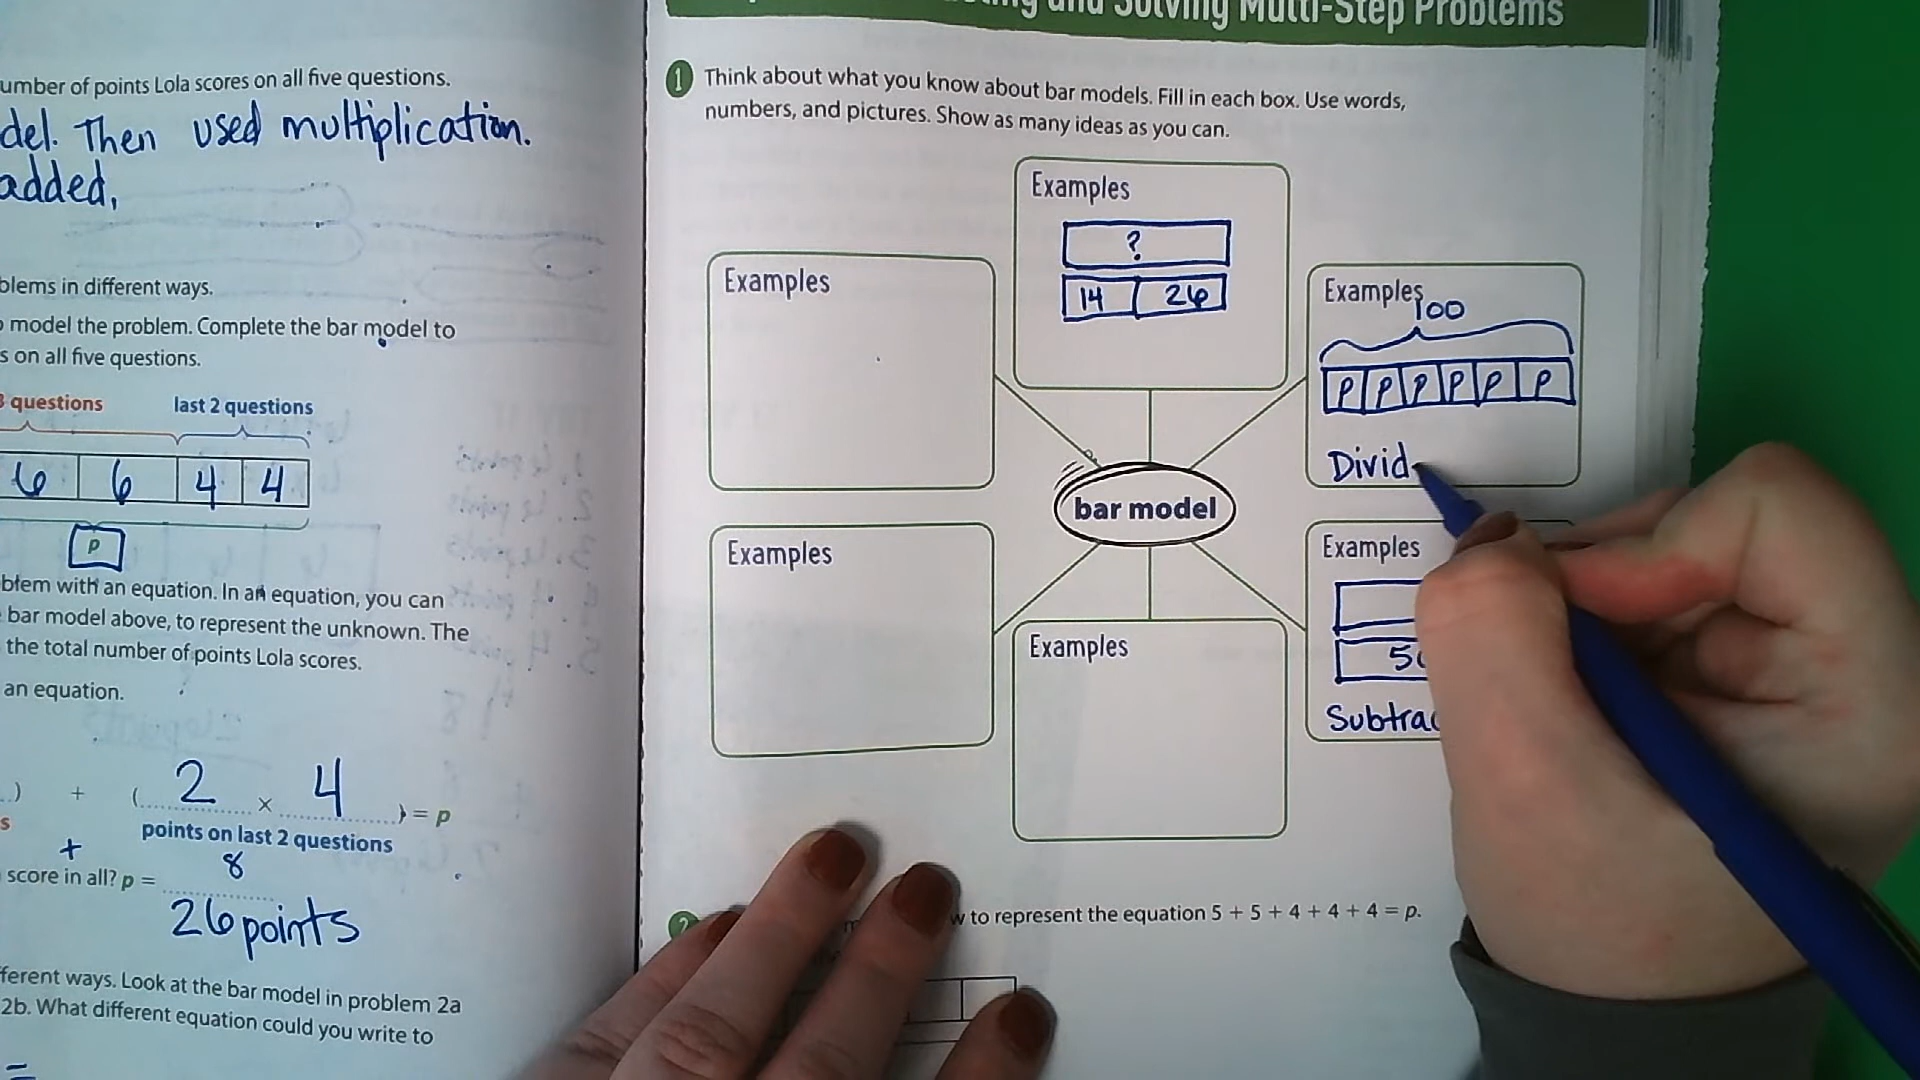 and Solving Multi-Step Problems
umber of points Lola scores on all five questions.
del. Then used multiplication.
added.
blems in different ways.
model the problem. Complete the bar model to
s on all five questions.
3 questions last 2 questions
6 6 4 4
p
blem with an equation. In an equation, you can
bar model above, to represent the unknown. The
the total number of points Lola scores.
an equation.
) + ( 2 × 4 ) = p
s points on last 2 questions
+ 8
score in all? p =
26 points
fferent ways. Look at the bar model in problem 2a
2b. What different equation could you write to
=
1 Think about what you know about bar models. Fill in each box. Use words,
numbers, and pictures. Show as many ideas as you can.
Examples
?
14 26
Examples
Examples
100
P P P P P P
Divid
bar model
Examples
Examples
5
Subtrac
Examples
2 w to represent the equation 5 + 5 + 4 + 4 + 4 = p.